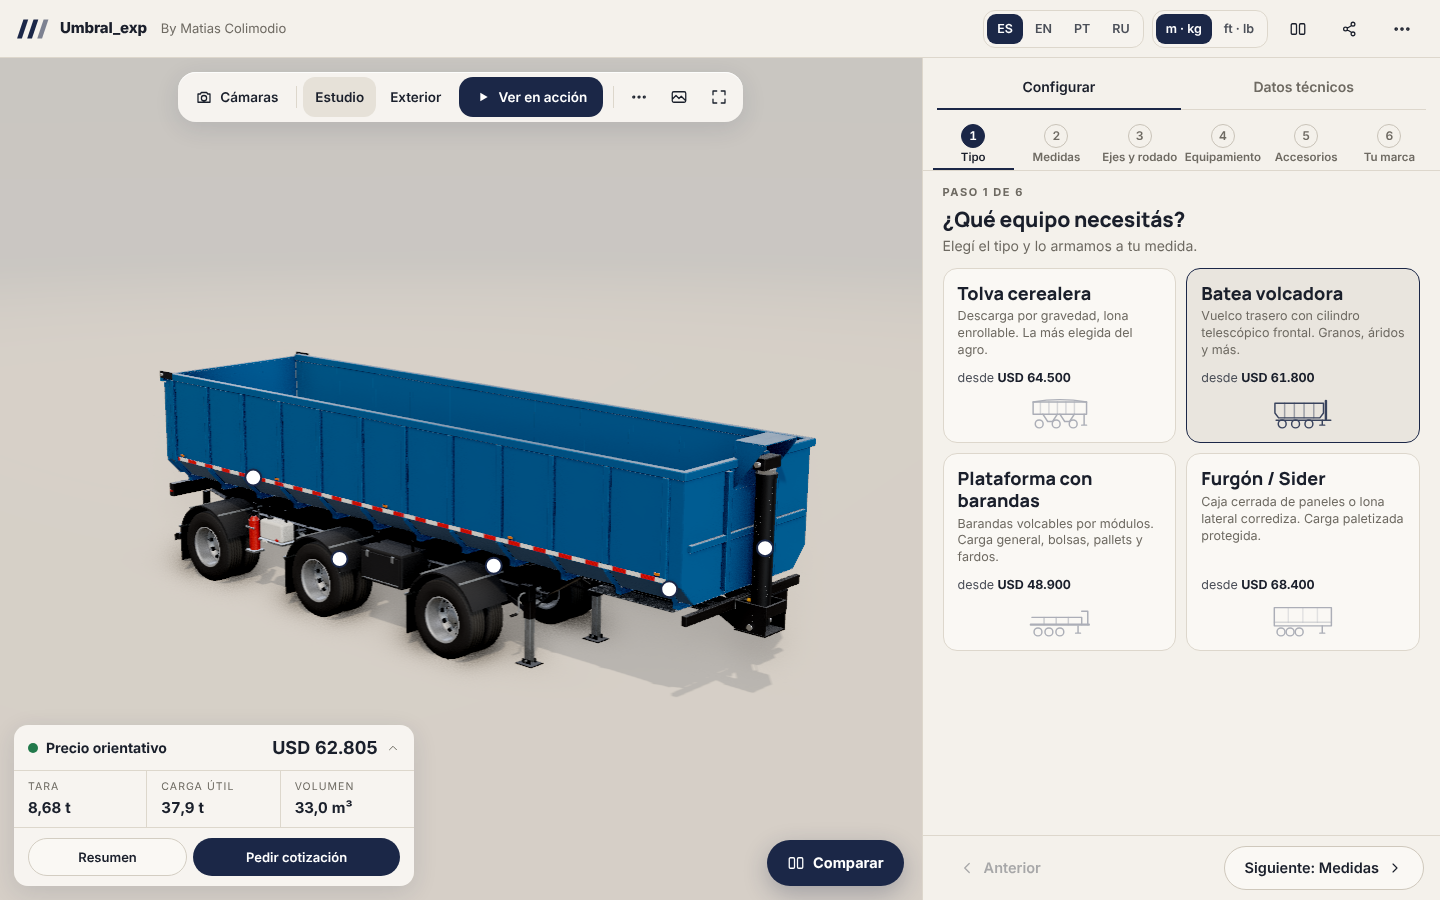 Umbral_exp By Matias Colimodio
ES EN PT RU m · kg ft · lb
Cámaras Estudio Exterior Ver en acción
Configurar Datos técnicos
1 2 3 4 5 6
Tipo Medidas Ejes y rodado Equipamiento Accesorios Tu marca
PASO 1 DE 6
¿Qué equipo necesitás?
Elegí el tipo y lo armamos a tu medida.
Tolva cerealera
Descarga por gravedad, lona
enrollable. La más elegida del
agro.
desde USD 64.500
Batea volcadora
Vuelco trasero con cilindro
telescópico frontal. Granos, áridos
y más.
desde USD 61.800
Plataforma con
barandas
Barandas volcables por módulos.
Carga general, bolsas, pallets y
fardos.
desde USD 48.900
Furgón / Sider
Caja cerrada de paneles o lona
lateral corrediza. Carga paletizada
protegida.
desde USD 68.400
Precio orientativo USD 62.805
TARA CARGA ÚTIL VOLUMEN
8,68 t 37,9 t 33,0 m³
Resumen Pedir cotización
Comparar
Anterior Siguiente: Medidas